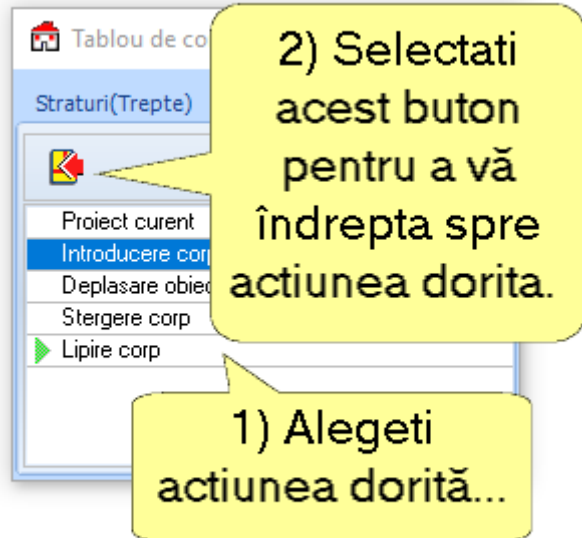 Tablou de co
Straturi(Trepte)
2) Selectati
acest buton
pentru a vă
îndrepta spre
actiunea dorita.
Proiect curent
Introducere corp
Deplasare obiec
Stergere corp
Lipire corp
1) Alegeti
actiunea dorită...